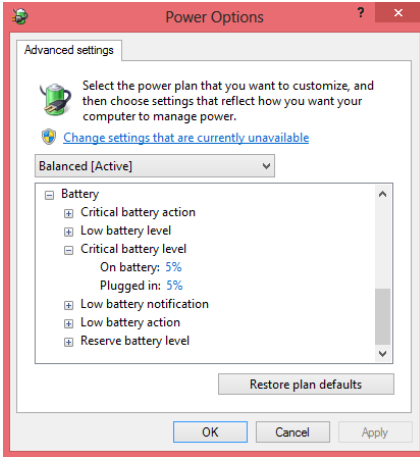 Power Options
?
×
Advanced settings
Select the power plan that you want to customize, and
then choose settings that reflect how you want your
computer to manage power.
Change settings that are currently unavailable
Balanced [Active]
Battery
Critical battery action
Low battery level
Critical battery level
On battery: 5%
Plugged in: 5%
Low battery notification
Low battery action
Reserve battery level
Restore plan defaults
OK Cancel Apply